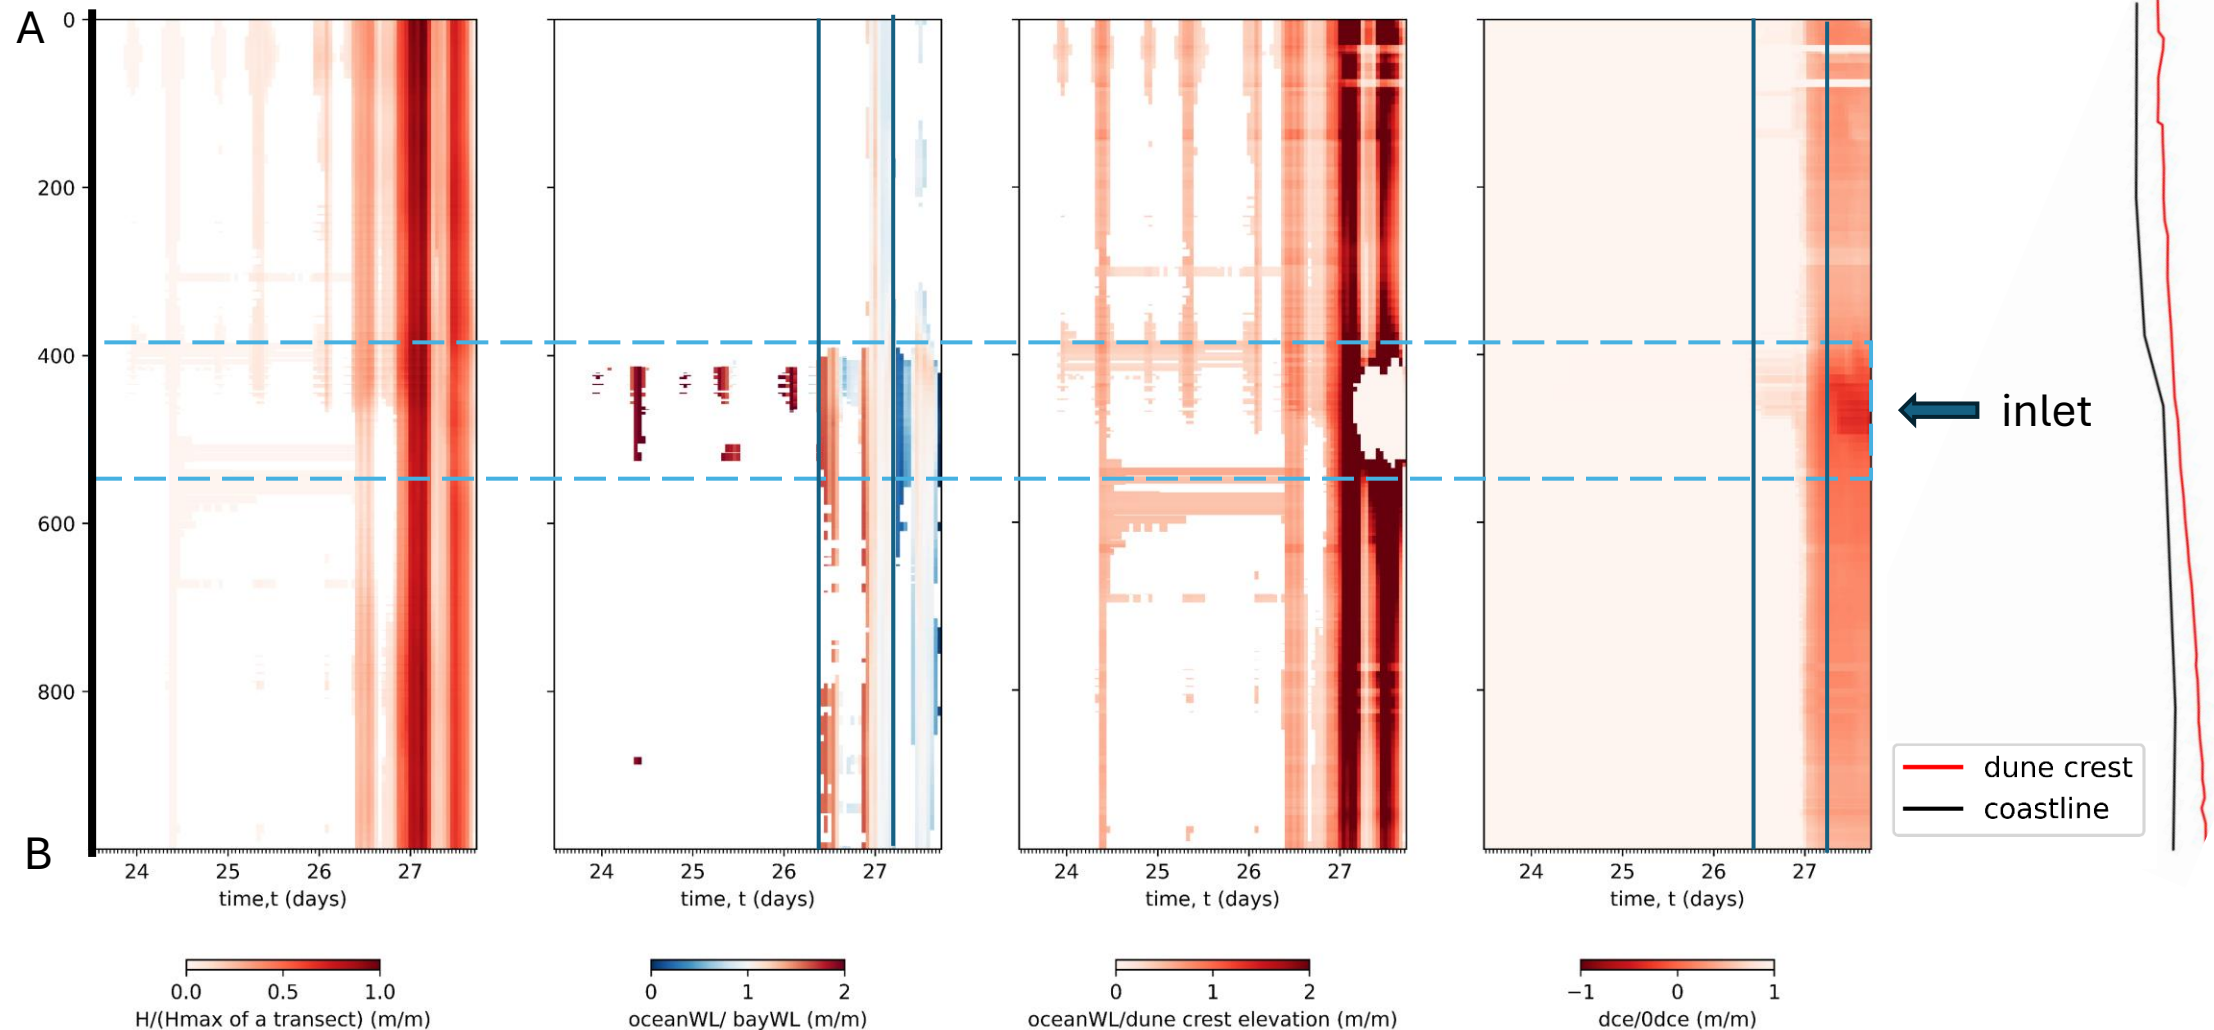 A
0
200
400
600
800
B
inlet
dune crest
coastline
24 25 26 27
24 25 26 27
24 25 26 27
24 25 26 27
time,t (days)
time, t (days)
time, t (days)
time, t (days)
0.0 0.5 1.0
0 1 2
0 1 2
−1 0 1
H/(Hmax of a transect) (m/m)
oceanWL/ bayWL (m/m)
oceanWL/dune crest elevation (m/m)
dce/0dce (m/m)